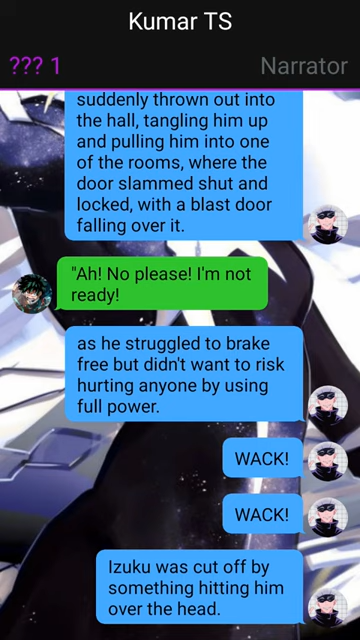 Kumar TS
??? 1
Narrator
suddenly thrown out into
the hall, tangling him up
and pulling him into one
of the rooms, where the
door slammed shut and
locked, with a blast door
falling over it.
"Ah! No please! I'm not
ready!
as he struggled to brake
free but didn't want to risk
hurting anyone by using
full power.
WACK!
WACK!
Izuku was cut off by
something hitting him
over the head.